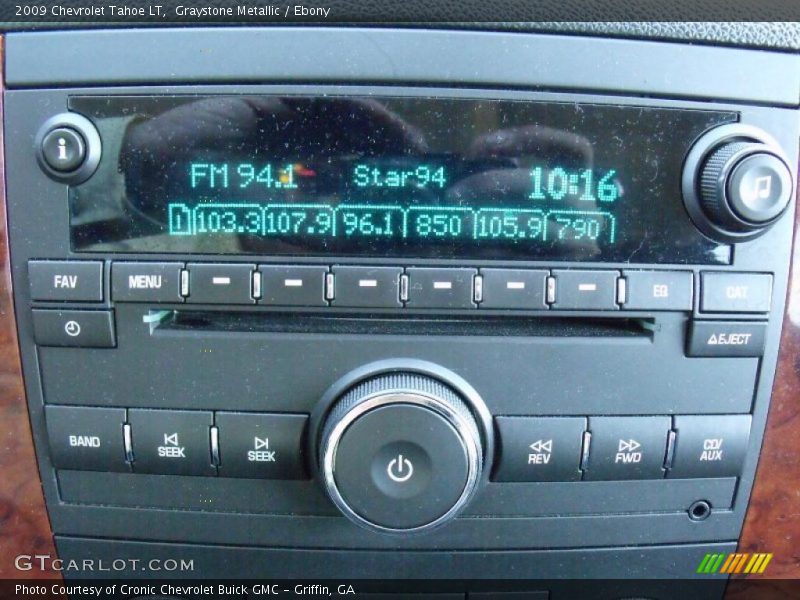 2009 Chevrolet Tahoe LT, Graystone Metallic / Ebony
i
FM 94.1 Star94 10:16
103.3 107.9 96.1 850 105.9 790
FAV MENU EQ CAT
EJECT
BAND SEEK SEEK REV FWD CD/
AUX
GTCARLOT.COM
Photo Courtesy of Cronic Chevrolet Buick GMC - Griffin, GA